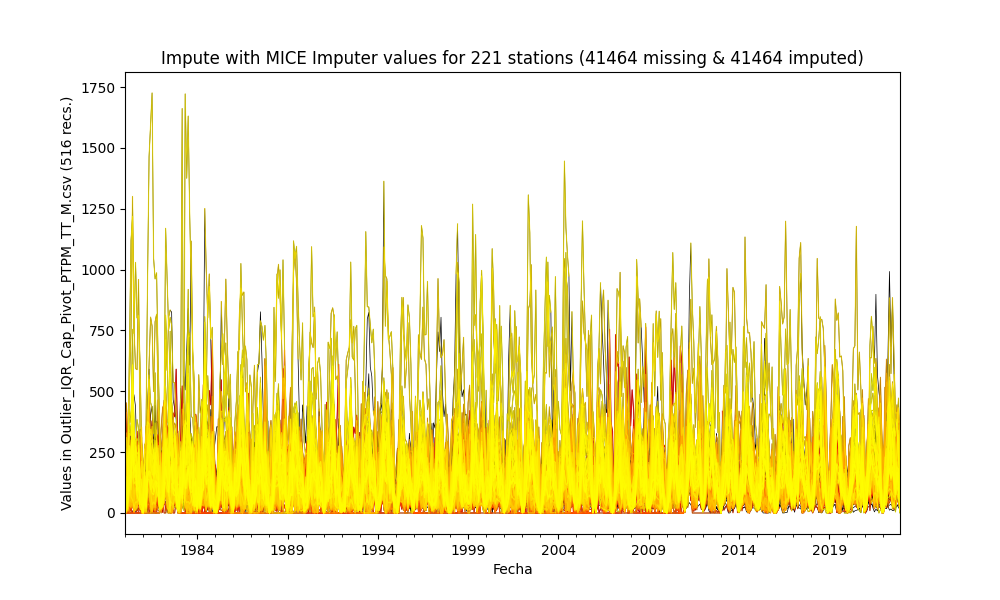 Impute with MICE Imputer values for 221 stations (41464 missing & 41464 imputed)
Values in Outlier_IQR_Cap_Pivot_PTPM_TT_M.csv (516 recs.)
1750
1500
1250
1000
750
500
250
0
1984 1989 1994 1999 2004 2009 2014 2019
Fecha